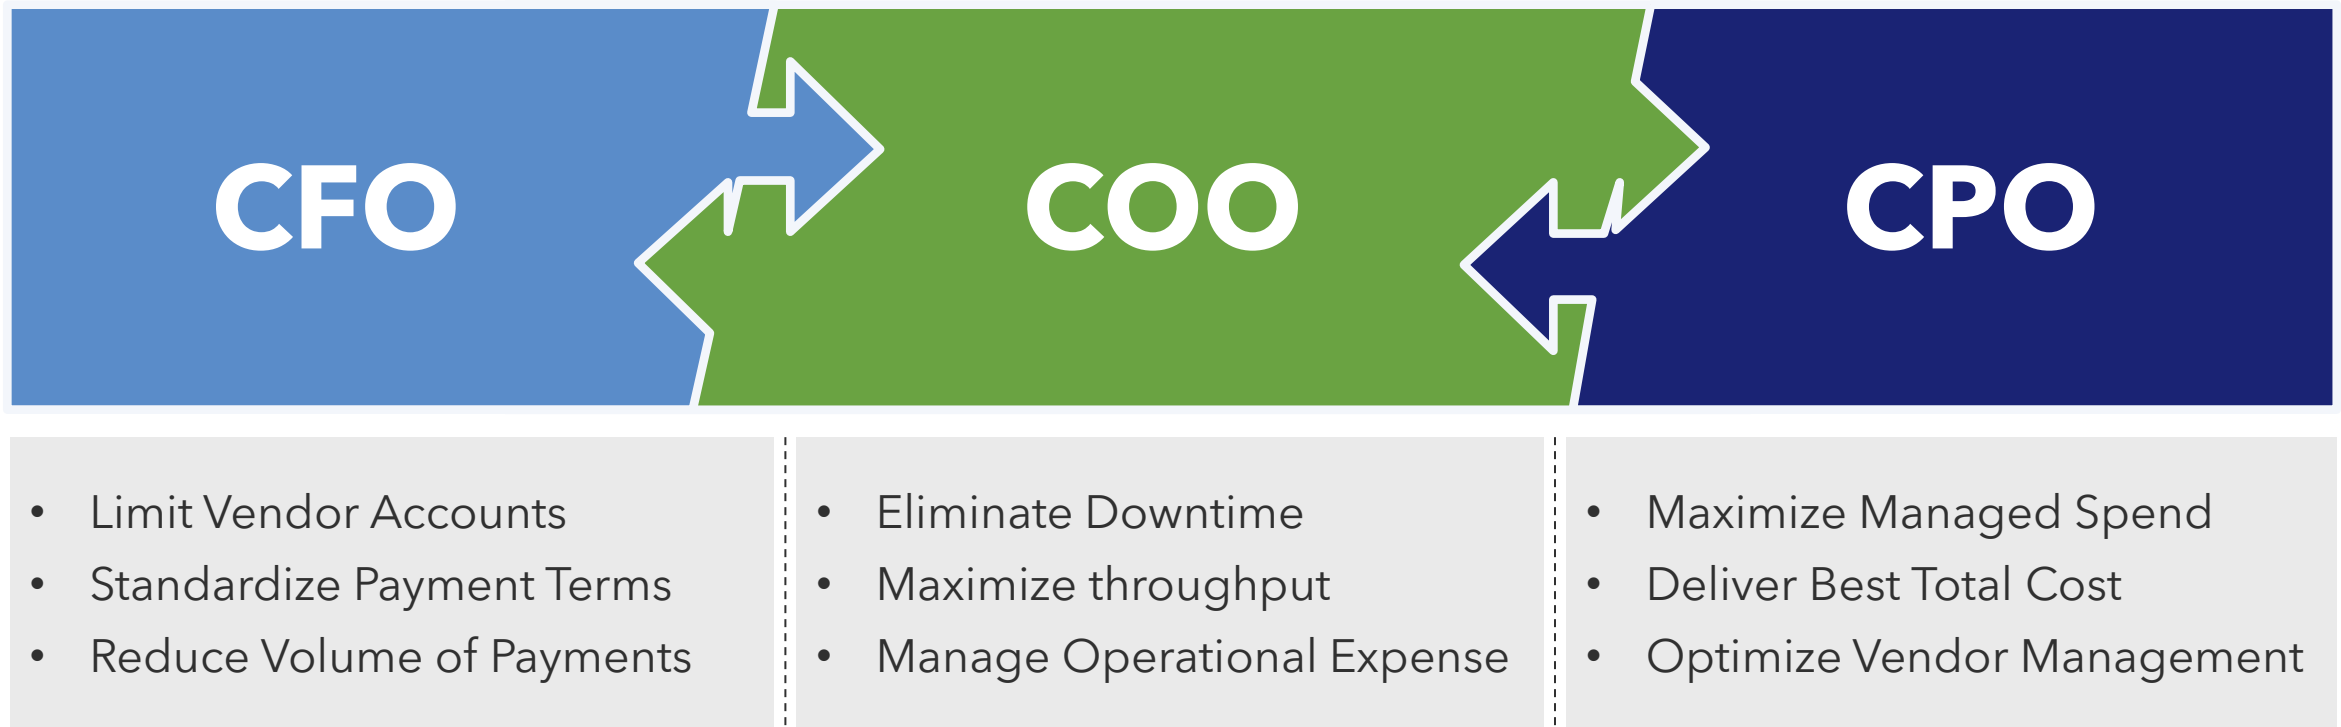 CFO
COO
CPO
• Limit Vendor Accounts
• Standardize Payment Terms
• Reduce Volume of Payments
• Eliminate Downtime
• Maximize throughput
• Manage Operational Expense
• Maximize Managed Spend
• Deliver Best Total Cost
• Optimize Vendor Management